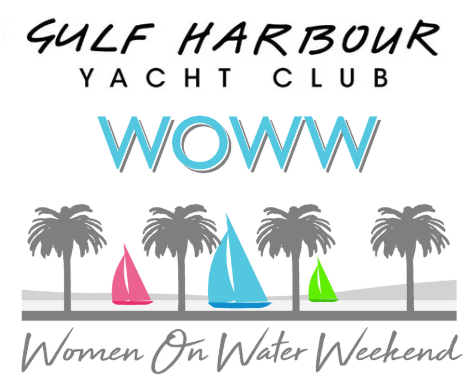 GULF HARBOUR
YACHT CLUB
WOWW
Women On Water Weekend